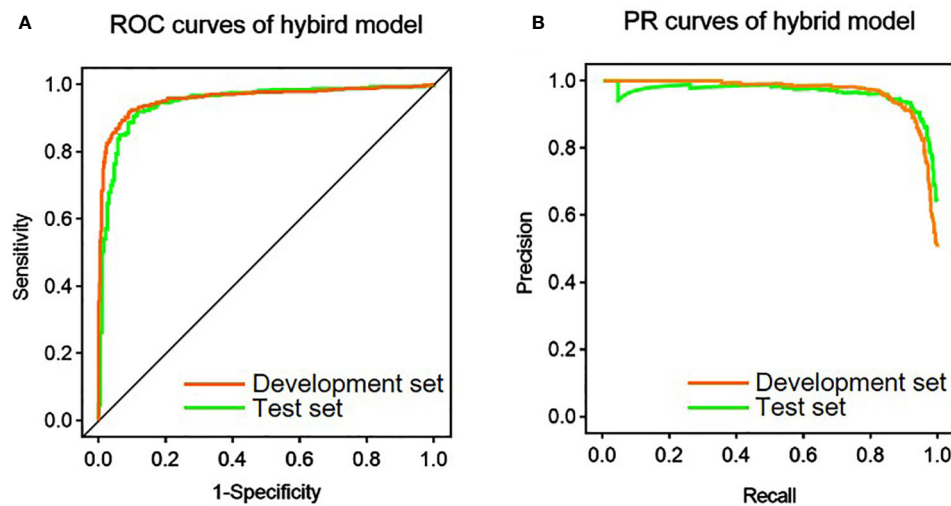 A
ROC curves of hybird model
1.0
0.8
0.6
0.4
0.2
0.0
Sensitivity
Development set
Test set
0.0 0.2 0.4 0.6 0.8 1.0
1-Specificity
B
PR curves of hybrid model
1.0
0.8
0.6
0.4
0.2
0.0
Precision
Development set
Test set
0.0 0.2 0.4 0.6 0.8 1.0
Recall